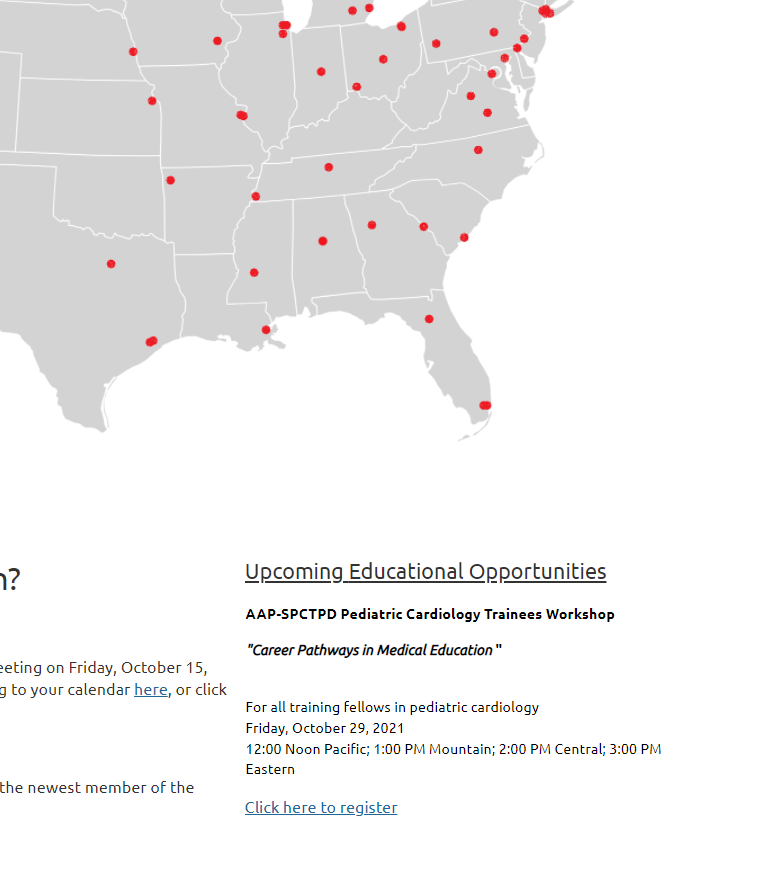 n?
eeting on Friday, October 15,
g to your calendar here, or click
the newest member of the
Upcoming Educational Opportunities
AAP-SPCTPD Pediatric Cardiology Trainees Workshop
"Career Pathways in Medical Education "
For all training fellows in pediatric cardiology
Friday, October 29, 2021
12:00 Noon Pacific; 1:00 PM Mountain; 2:00 PM Central; 3:00 PM
Eastern
Click here to register